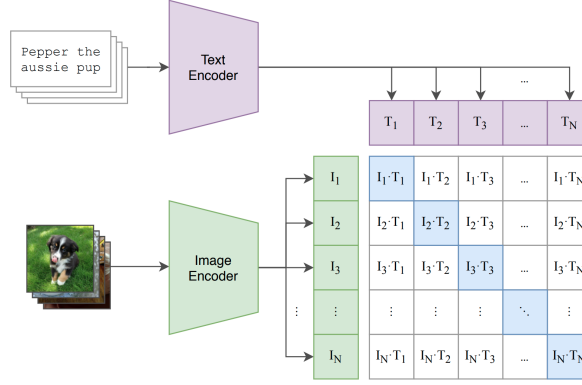 Pepper the
aussie pup
Text
Encoder
...
T1 T2 T3 ... TN
I1 I1·T1 I1·T2 I1·T3 ... I1·TN
I2 I2·T1 I2·T2 I2·T3 ... I2·TN
Image
Encoder
I3 I3·T1 I3·T2 I3·T3 ... I3·TN
⋮ ⋮ ⋮ ⋮ ⋮ ⋱ ⋮
IN IN·T1 IN·T2 IN·T3 ... IN·TN